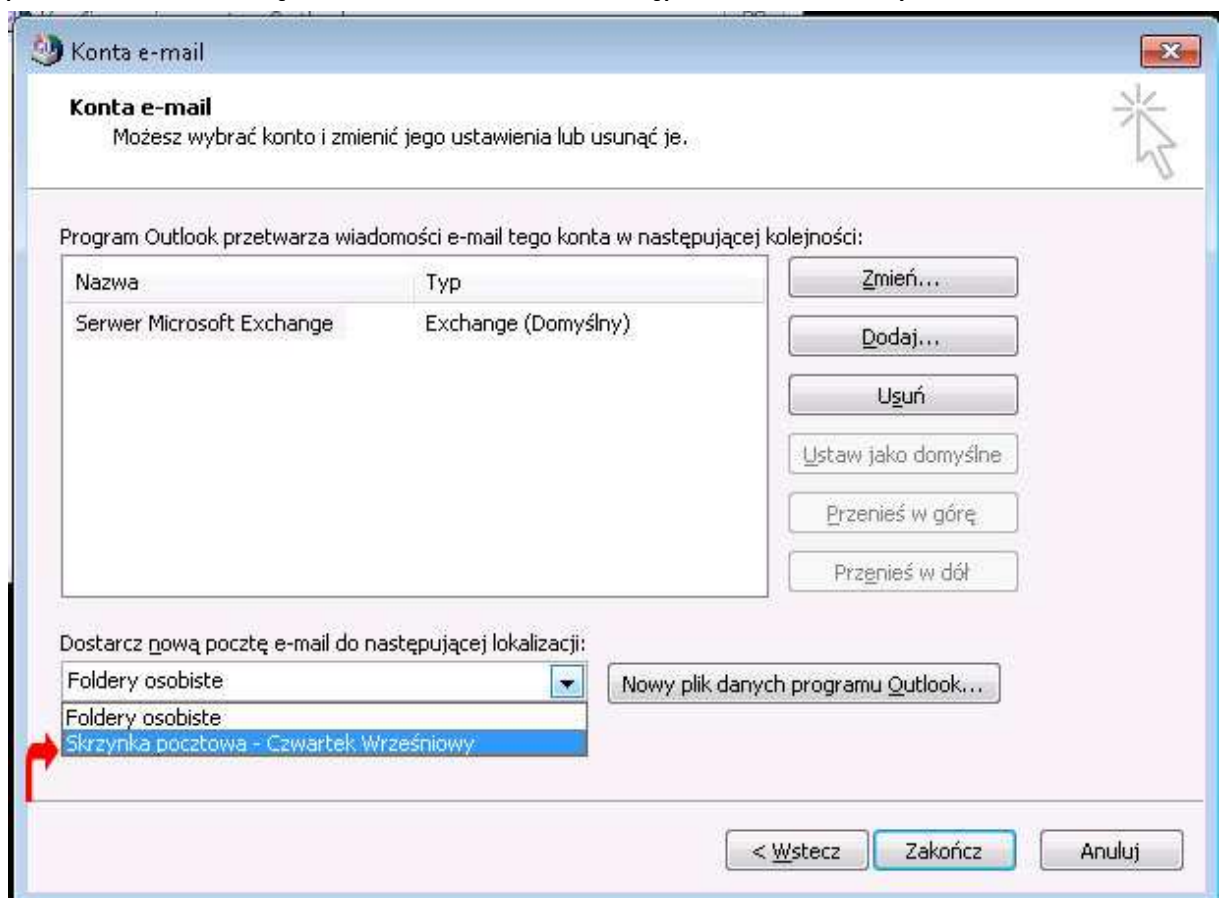 Konta e-mail
Konta e-mail
Możesz wybrać konto i zmienić jego ustawienia lub usunąć je.
Program Outlook przetwarza wiadomości e-mail tego konta w następującej kolejności:
Nazwa Typ
Serwer Microsoft Exchange Exchange (Domyślny)
Zmień...
Dodaj...
Usuń
Ustaw jako domyślne
Przenieś w górę
Przenieś w dół
Dostarcz nową pocztę e-mail do następującej lokalizacji:
Foldery osobiste
Nowy plik danych programu Outlook...
Foldery osobiste
Skrzynka pocztowa - Czwartek Wrześniowy
< Wstecz Zakończ Anuluj